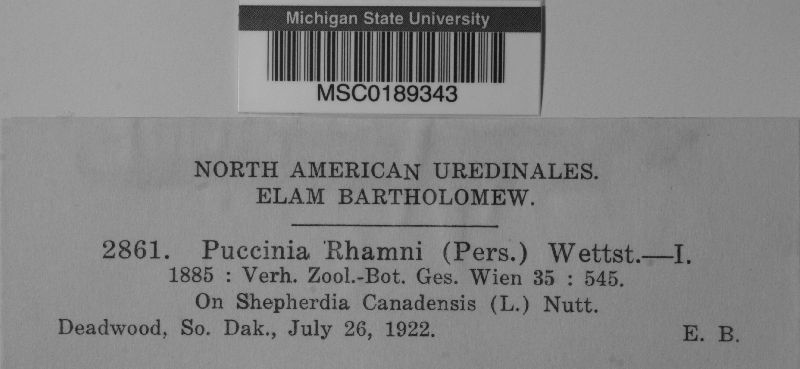 Michigan State University
MSC0189343
NORTH AMERICAN UREDINALES.
ELAM BARTHOLOMEW.
2861. Puccinia Rhamni (Pers.) Wettst.—I.
1885 : Verh. Zool.-Bot. Ges. Wien 35 : 545.
On Shepherdia Canadensis (L.) Nutt.
Deadwood, So. Dak., July 26, 1922. E. B.